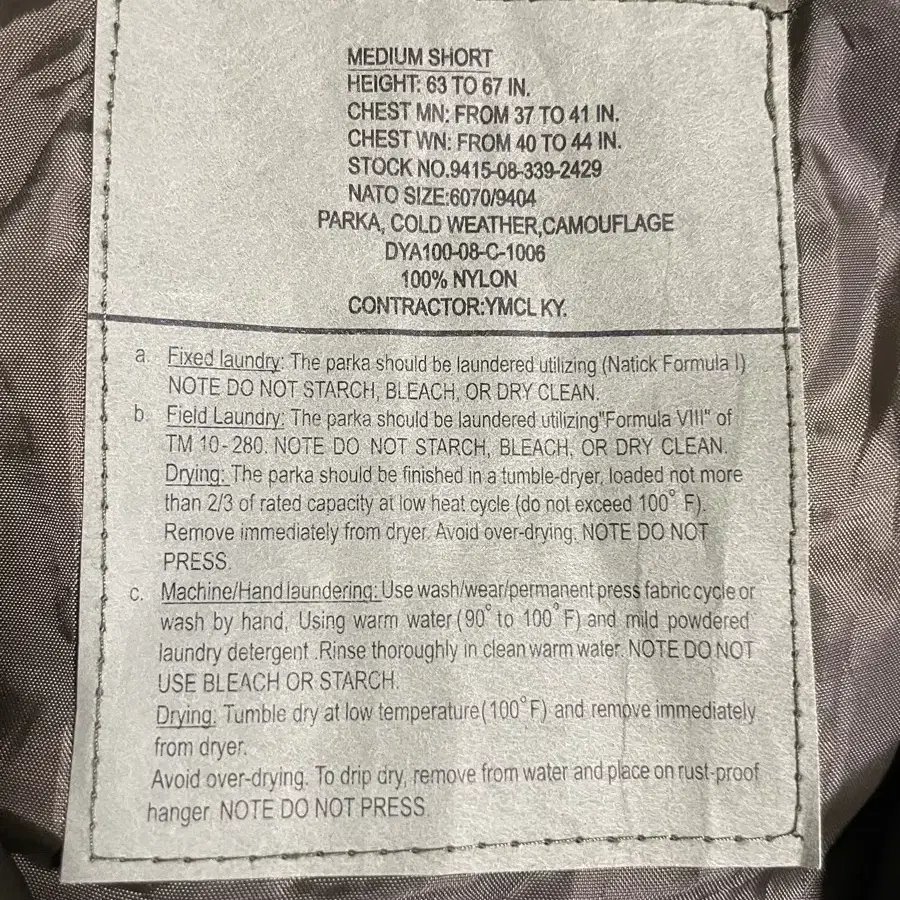 MEDIUM SHORT
HEIGHT: 63 TO 67 IN.
CHEST MN: FROM 37 TO 41 IN.
CHEST WN: FROM 40 TO 44 IN.
STOCK NO.9415-08-339-2429
NATO SIZE:6070/9404
PARKA, COLD WEATHER,CAMOUFLAGE
DYA100-08-C-1006
100% NYLON
CONTRACTOR:YMCL KY.
a. Fixed laundry: The parka should be laundered utilizing (Natick Formula I)
NOTE DO NOT STARCH, BLEACH, OR DRY CLEAN.
b. Field Laundry: The parka should be laundered utilizing"Formula VIII" of
TM 10-280. NOTE DO NOT STARCH, BLEACH, OR DRY CLEAN.
Drying: The parka should be finished in a tumble-dryer, loaded not more
than 2/3 of rated capacity at low heat cycle (do not exceed 100° F).
Remove immediately from dryer. Avoid over-drying. NOTE DO NOT
PRESS.
c. Machine/Hand laundering: Use wash/wear/permanent press fabric cycle or
wash by hand. Using warm water (90° to 100° F) and mild powdered
laundry detergent .Rinse thoroughly in clean warm water. NOTE DO NOT
USE BLEACH OR STARCH.
Drying: Tumble dry at low temperature(100° F) and remove immediately
from dryer.
Avoid over-drying. To drip dry, remove from water and place on rust-proof
hanger. NOTE DO NOT PRESS